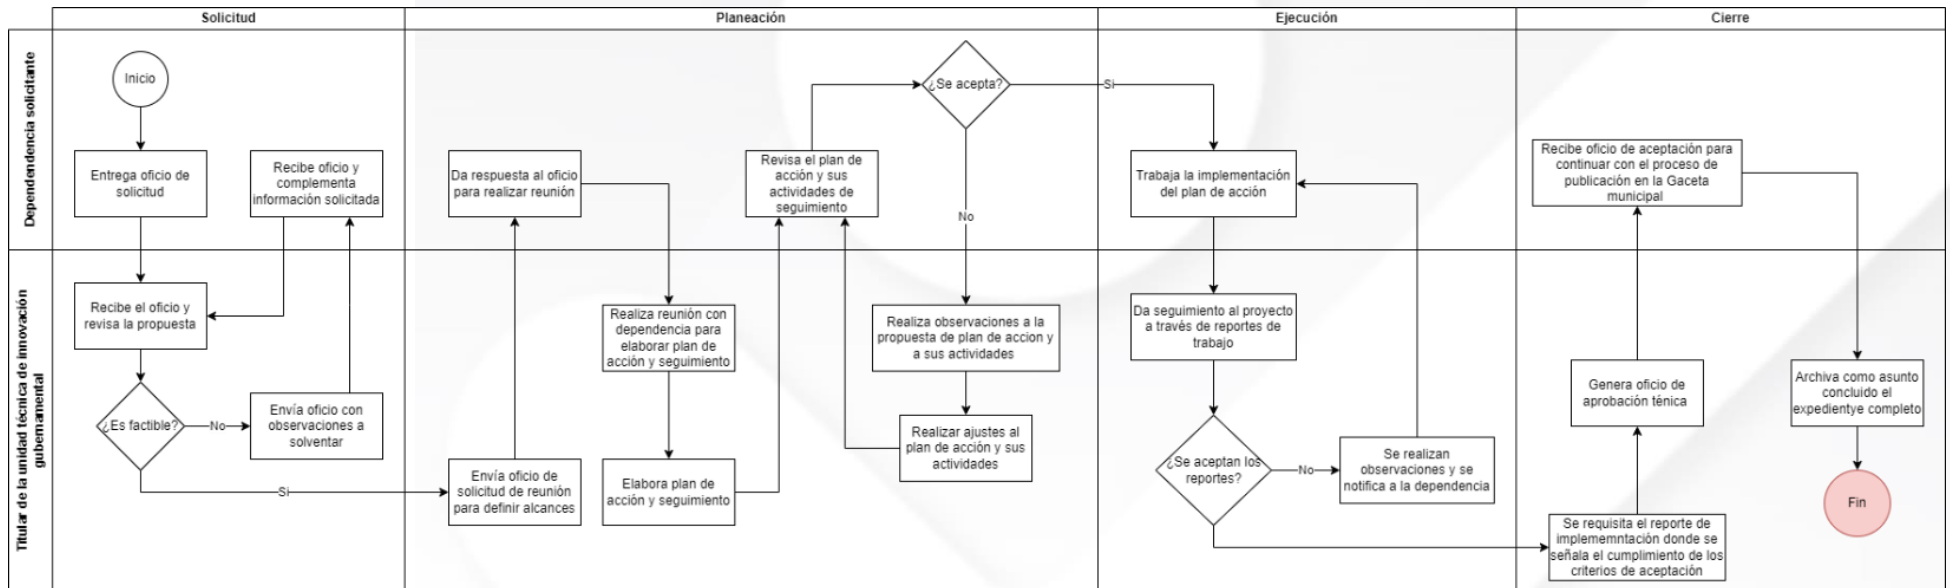 Solicitud
Planeación
Ejecución
Cierre
Dependendencia solicitante
Inicio
Entrega oficio de
solicitud
Recibe oficio y
complementa
información solicitada
Da respuesta al oficio
para realizar reunión
Revisa el plan de
acción y sus
actividades de
seguimiento
¿Se acepta?
Si
No
Trabaja la implementación
del plan de acción
Recibe oficio de aceptación para
continuar con el proceso de
publicación en la Gaceta
municipal
Titular de la unidad técnica de innovación
gubernamental
Recibe el oficio y
revisa la propuesta
¿Es factible?
No
Si
Envía oficio con
observaciones a
solventar
Envía oficio de
solicitud de reunión
para definir alcances
Realiza reunión con
dependencia para
elaborar plan de
acción y seguimiento
Elabora plan de
acción y seguimiento
Realiza observaciones a la
propuesta de plan de accion y
a sus actividades
Realizar ajustes al
plan de acción y sus
actividades
Da seguimiento al proyecto
a través de reportes de
trabajo
¿Se aceptan los
reportes?
No
Se realizan
observaciones y se
notifica a la dependencia
Se requisita el reporte de
implememntación donde se
señala el cumplimiento de los
criterios de aceptación
Genera oficio de
aprobación ténica
Archiva como asunto
concluido el
expedientye completo
Fin